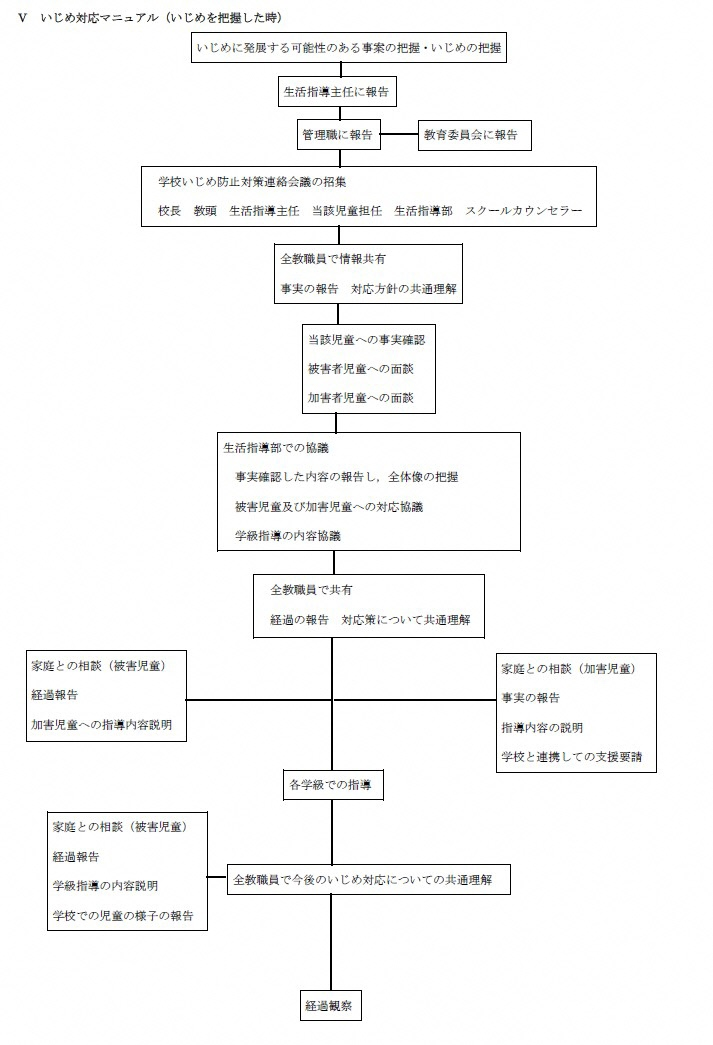 Ⅴ　いじめ対応マニュアル（いじめを把握した時）
いじめに発展する可能性のある事案の把握・いじめの把握
生活指導主任に報告
管理職に報告
教育委員会に報告
学校いじめ防止対策連絡会議の招集
校長　教頭　生活指導主任　当該児童担任　生活指導部　スクールカウンセラー
全教職員で情報共有
事実の報告　対応方針の共通理解
当該児童への事実確認
被害者児童への面談
加害者児童への面談
生活指導部での協議
事実確認した内容の報告し，全体像の把握
被害児童及び加害児童への対応協議
学級指導の内容協議
全教職員で共有
経過の報告　対応策について共通理解
家庭との相談（被害児童）
経過報告
加害児童への指導内容説明
家庭との相談（加害児童）
事実の報告
指導内容の説明
学校と連携しての支援要請
各学級での指導
家庭との相談（被害児童）
経過報告
学級指導の内容説明
学校での児童の様子の報告
全教職員で今後のいじめ対応についての共通理解
経過観察